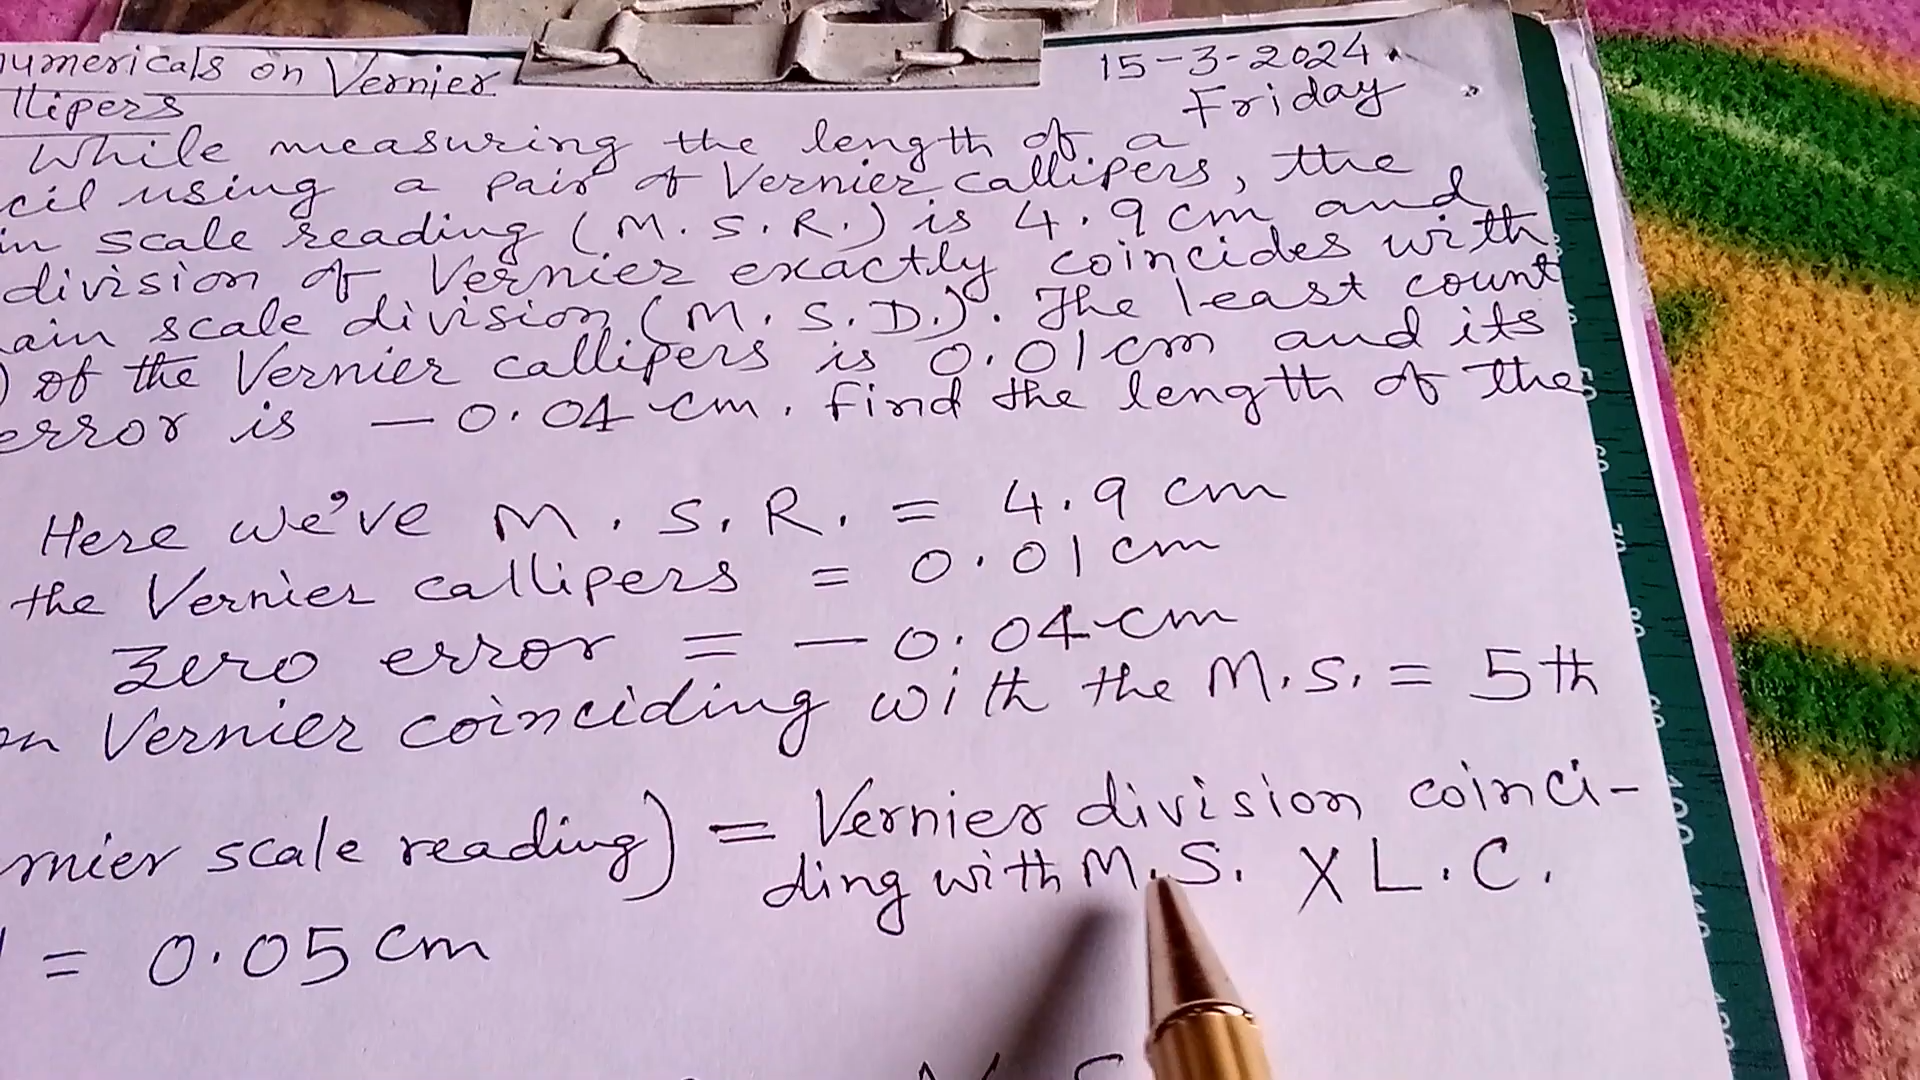 numericals on Vernier
llipers
15-3-2024.
Friday
While measuring the length of a
cil using a pair of Vernier callipers, the
in scale reading (M.S.R.) is 4.9 cm and
division of Vernier exactly coincides with
ain scale division (M.S.D.). The least count
) of the Vernier callipers is 0.01 cm and its
error is -0.04 cm. Find the length of the
Here we've M.S.R. = 4.9 cm
the Vernier callipers = 0.01 cm
Zero error = -0.04 cm
on Vernier coinciding with the M.S. = 5th
rnier scale reading) = Vernier division coinci-
ding with M.S. X L.C.
= 0.05 cm